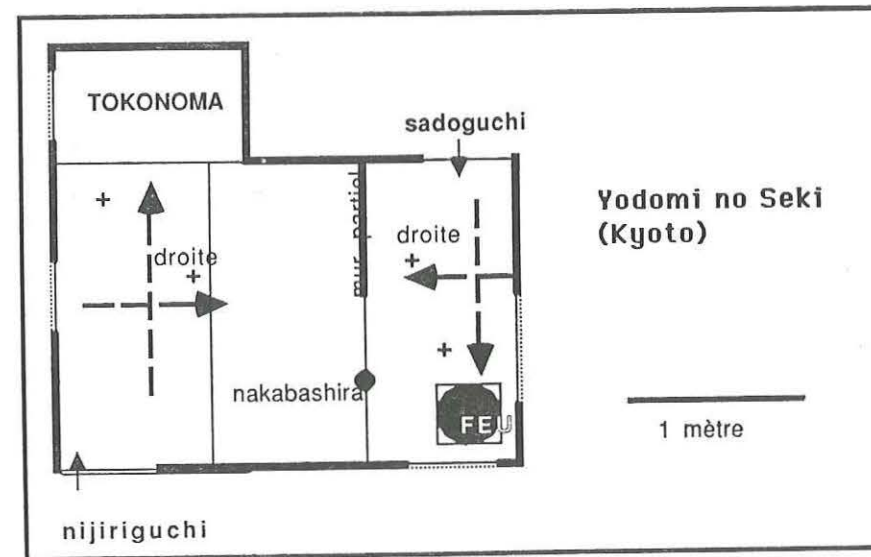 TOKONOMA
sadoguchi
+
droite
+
mur partiel
droite
+
+
Yodomi no Seki
(Kyoto)
nakabashira
FEU
1 mètre
nijiriguchi